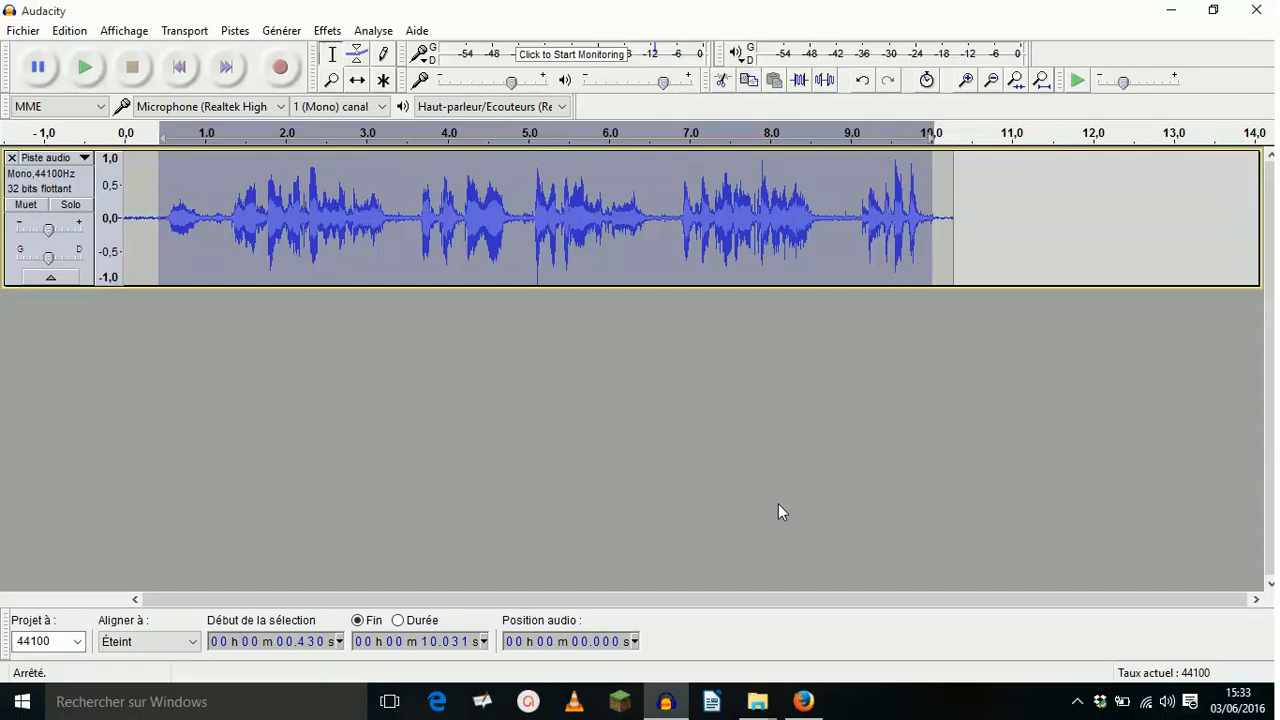 Audacity
Fichier Edition Affichage Transport Pistes Générer Effets Analyse Aide
G D -54 -48 Click to Start Monitoring 8 -12 -6 0 G D -54 -48 -42 -36 -30 -24 -18 -12 -6 0
MME Microphone (Realtek High 1 (Mono) canal Haut-parleur/Ecouteurs (Re
- 1,0 0,0 1,0 2,0 3,0 4,0 5,0 6,0 7,0 8,0 9,0 10,0 11,0 12,0 13,0 14,0
Piste audio 1,0
Mono,44100Hz
32 bits flottant 0,5
Muet Solo
- + 0,0
G D -0,5
-1,0
Projet à : Aligner à : Début de la sélection Fin Durée Position audio :
44100 Éteint 00 h 00 m 00.430 s 00 h 00 m 10.031 s 00 h 00 m 00.000 s
Arrêté. Taux actuel : 44100
Rechercher sur Windows 15:33
03/06/2016